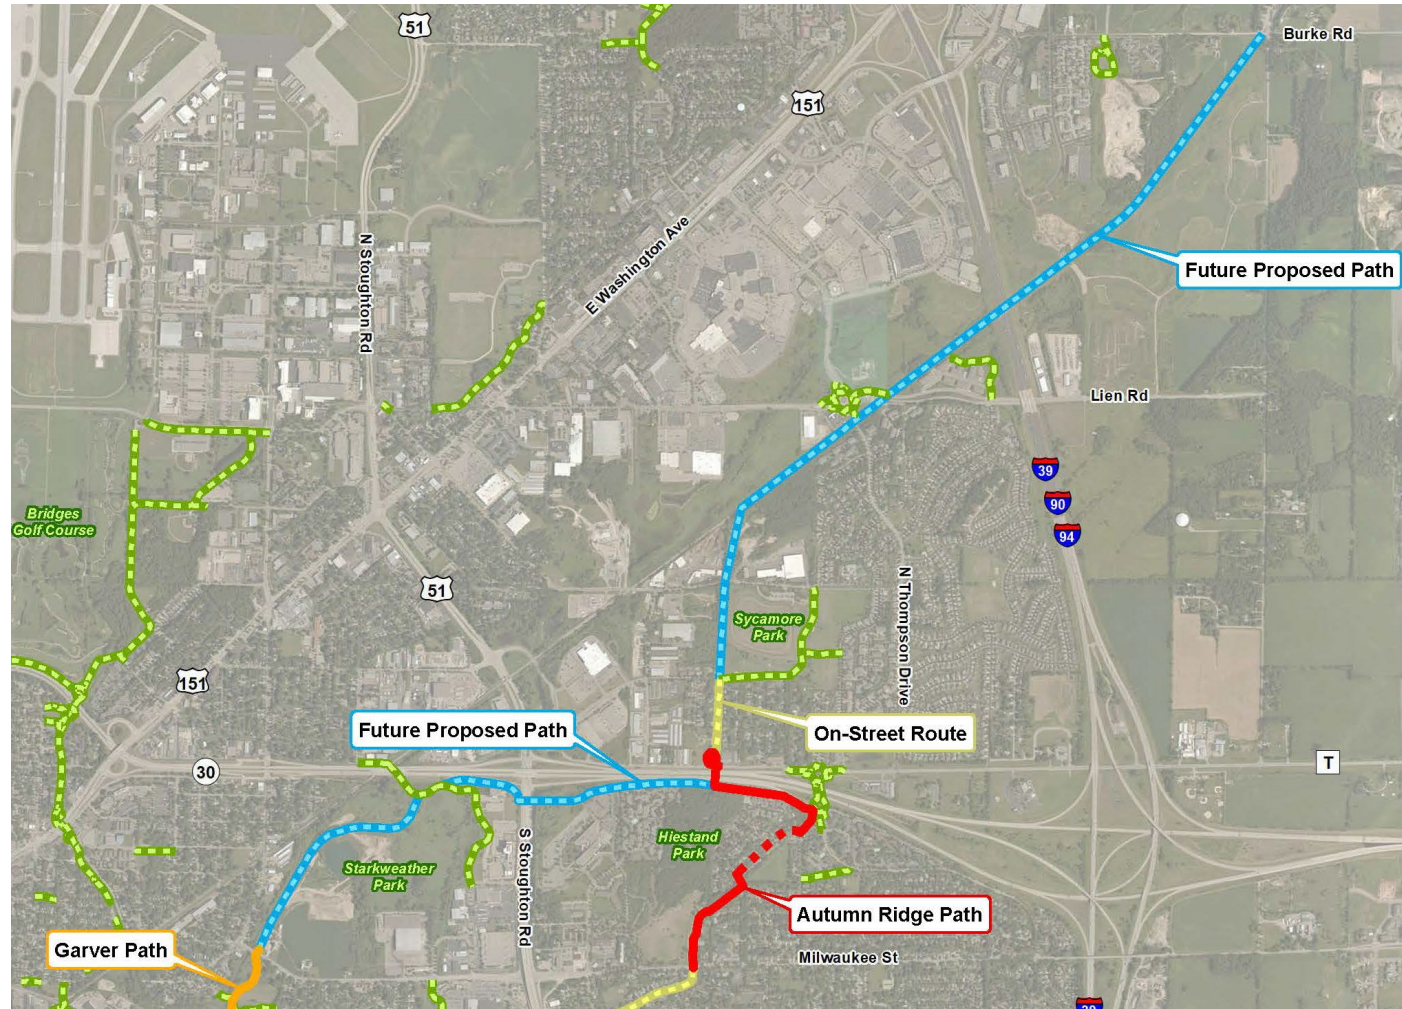 51
Burke Rd
151
N Stoughton Rd
E Washington Ave
Future Proposed Path
Lien Rd
39
90
94
Bridges
Golf Course
51
N Thompson Drive
Sycamore
Park
151
Future Proposed Path
On-Street Route
30
T
S Stoughton Rd
Hiestand
Park
Starkweather
Park
Autumn Ridge Path
Garver Path
Milwaukee St
39